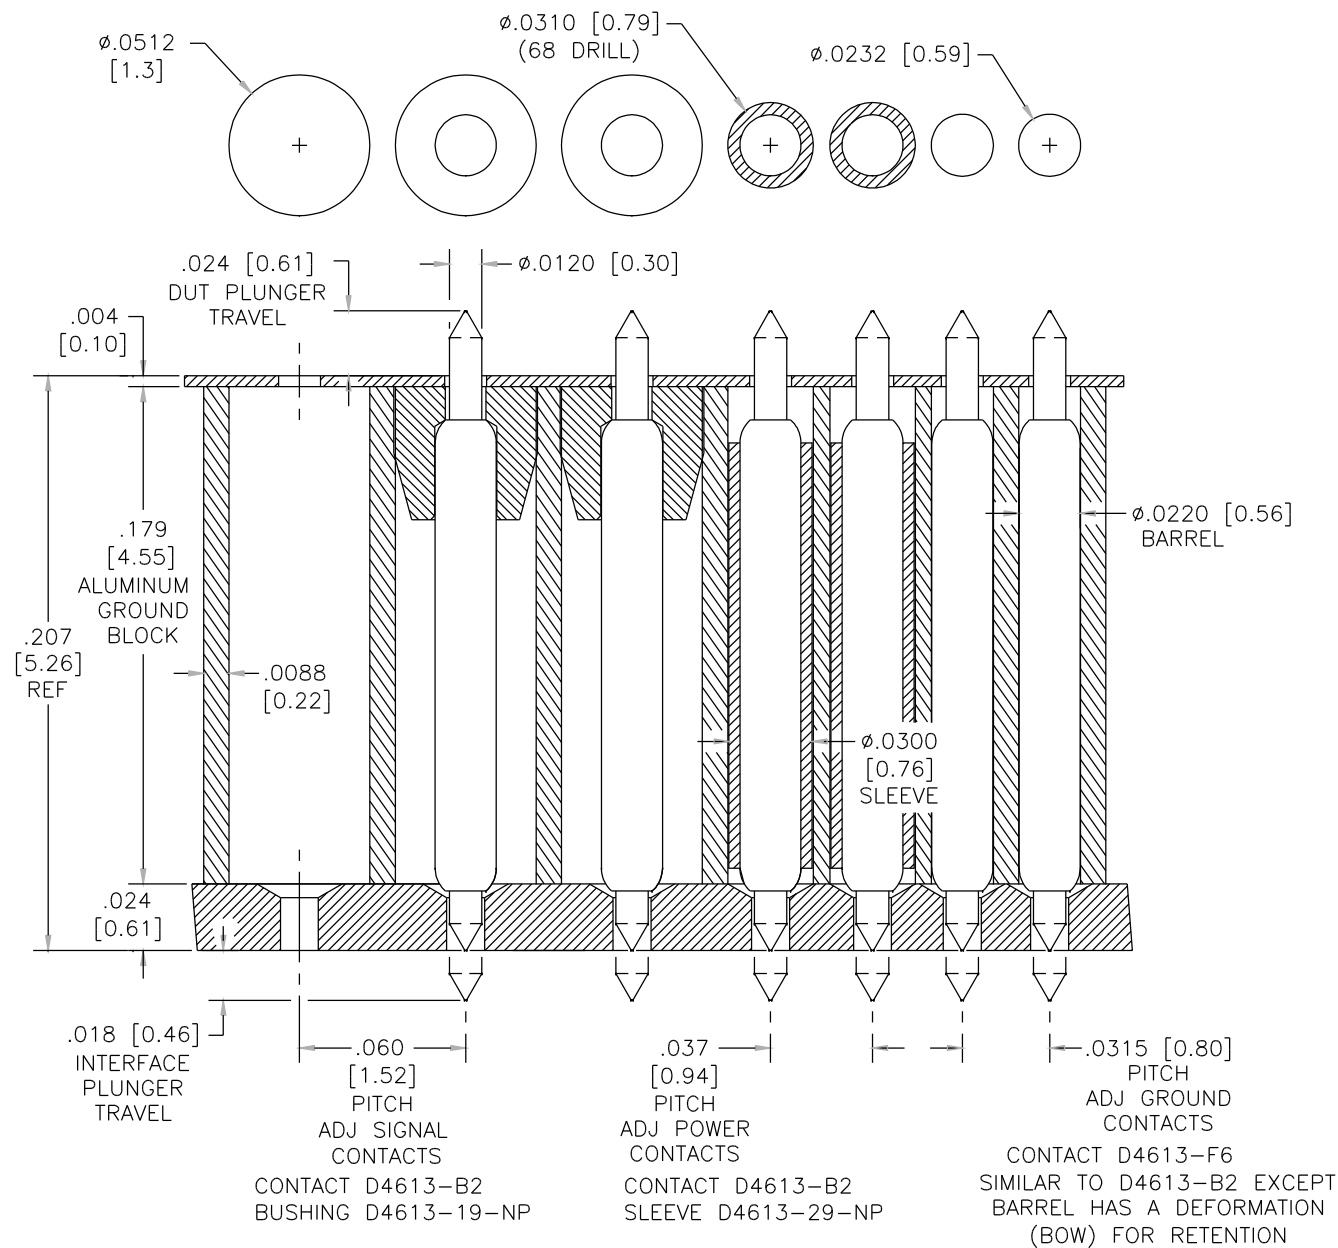 ø.0512
[1.3]
ø.0310 [0.79]
(68 DRILL)
ø.0232 [0.59]
.024 [0.61]
DUT PLUNGER
TRAVEL
ø.0120 [0.30]
.004
[0.10]
.179
[4.55]
ALUMINUM
GROUND
BLOCK
.207
[5.26]
REF
.0088
[0.22]
ø.0220 [0.56]
BARREL
ø.0300
[0.76]
SLEEVE
.024
[0.61]
.018 [0.46]
INTERFACE
PLUNGER
TRAVEL
.060
[1.52]
PITCH
ADJ SIGNAL
CONTACTS
CONTACT D4613-B2
BUSHING D4613-19-NP
.037
[0.94]
PITCH
ADJ POWER
CONTACTS
CONTACT D4613-B2
SLEEVE D4613-29-NP
.0315 [0.80]
PITCH
ADJ GROUND
CONTACTS
CONTACT D4613-F6
SIMILAR TO D4613-B2 EXCEPT
BARREL HAS A DEFORMATION
(BOW) FOR RETENTION